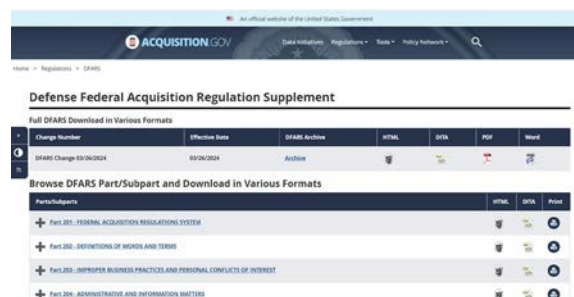 An official website of the United States Government
ACQUISITION.GOV
Data Initiatives Regulations Tools Policy Network
Home > Regulations > DFARS
Defense Federal Acquisition Regulation Supplement
Full DFARS Download in Various Formats
Change Number Effective Date DFARS Archive HTML DITA PDF Word
DFARS Change 03/26/2024 03/26/2024 Archive
Browse DFARS Part/Subpart and Download in Various Formats
Parts/Subparts HTML DITA Print
Part 201 - FEDERAL ACQUISITION REGULATIONS SYSTEM
Part 202 - DEFINITIONS OF WORDS AND TERMS
Part 203 - IMPROPER BUSINESS PRACTICES AND PERSONAL CONFLICTS OF INTEREST
Part 204 - ADMINISTRATIVE AND INFORMATION MATTERS